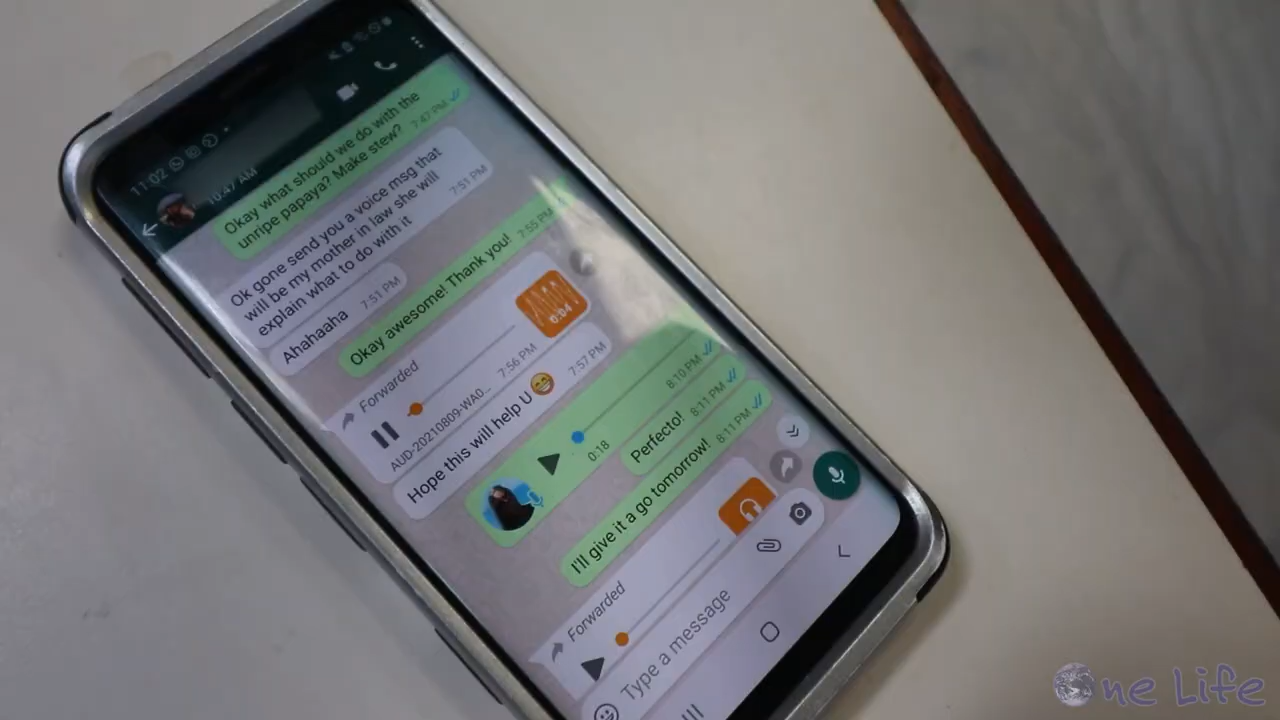 11:02
10:47 AM
Okay what should we do with the
unripe papaya? Make stew? 7:47 PM
Ok gone send you a voice msg that
will be my mother in law she will
explain what to do with it 7:51 PM
Ahahaaha 7:51 PM
Okay awesome! Thank you! 7:55 PM
Forwarded
0:04
AUD-20210809-WA0... 7:56 PM
Hope this will help U 7:57 PM
0:18 8:10 PM
Perfecto! 8:11 PM
I'll give it a go tomorrow! 8:11 PM
Forwarded
Type a message
One Life